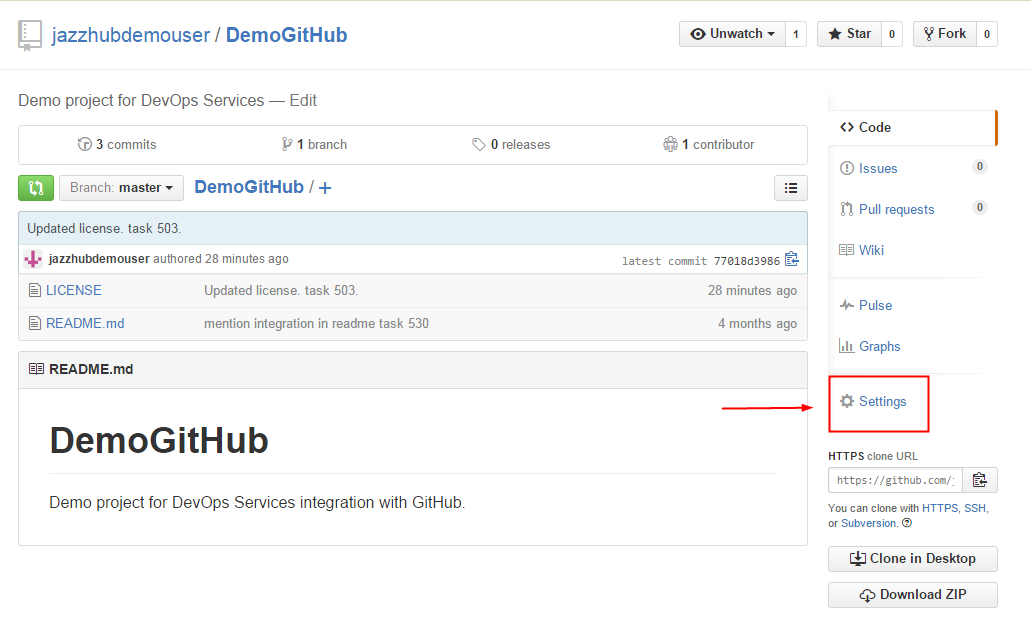 jazzhubdemouser / DemoGitHub
Unwatch 1 Star 0 Fork 0
Demo project for DevOps Services — Edit
3 commits 1 branch 0 releases 1 contributor
Branch: master DemoGitHub / +
Updated license. task 503.
jazzhubdemouser authored 28 minutes ago latest commit 77018d3986
LICENSE Updated license. task 503. 28 minutes ago
README.md mention integration in readme task 530 4 months ago
README.md
DemoGitHub
Demo project for DevOps Services integration with GitHub.
Code
Issues 0
Pull requests 0
Wiki
Pulse
Graphs
Settings
HTTPS clone URL
https://github.com/j
You can clone with HTTPS, SSH,
or Subversion.
Clone in Desktop
Download ZIP